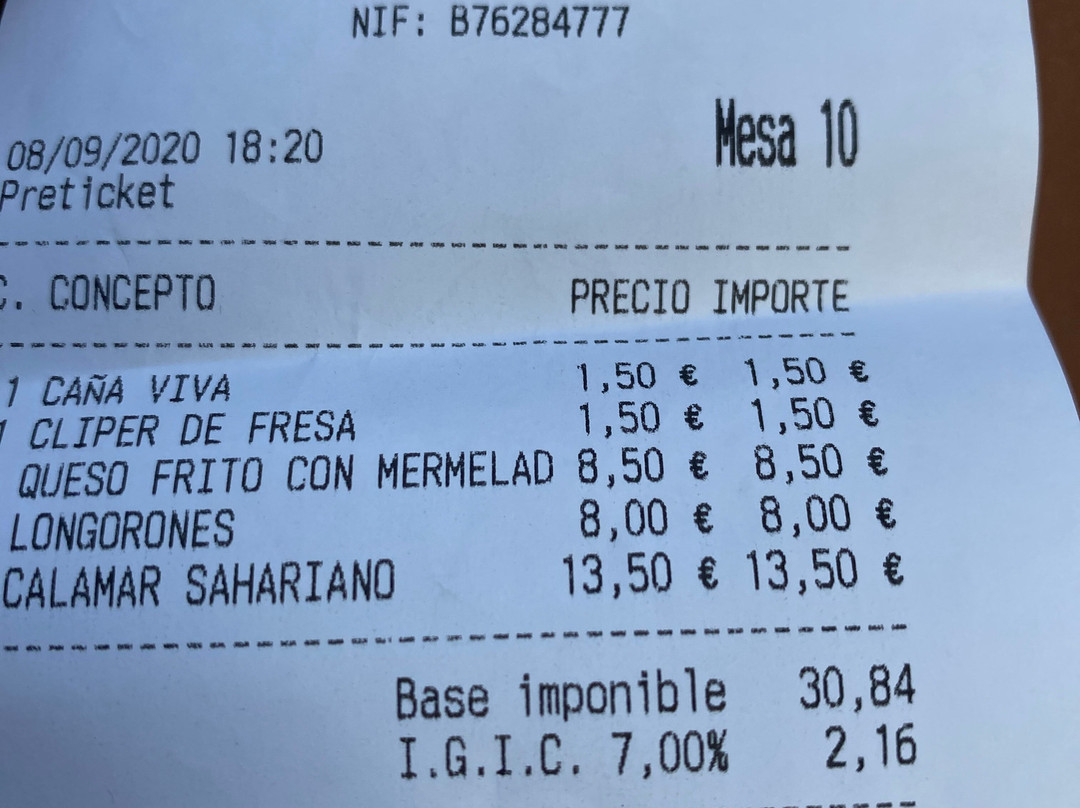 NIF: B76284777
Mesa 10
08/09/2020 18:20
Preticket
C. CONCEPTO PRECIO IMPORTE
1 CAÑA VIVA 1,50 € 1,50 €
1 CLIPER DE FRESA 1,50 € 1,50 €
QUESO FRITO CON MERMELAD 8,50 € 8,50 €
LONGORONES 8,00 € 8,00 €
CALAMAR SAHARIANO 13,50 € 13,50 €
Base imponible 30,84
I.G.I.C. 7,00% 2,16